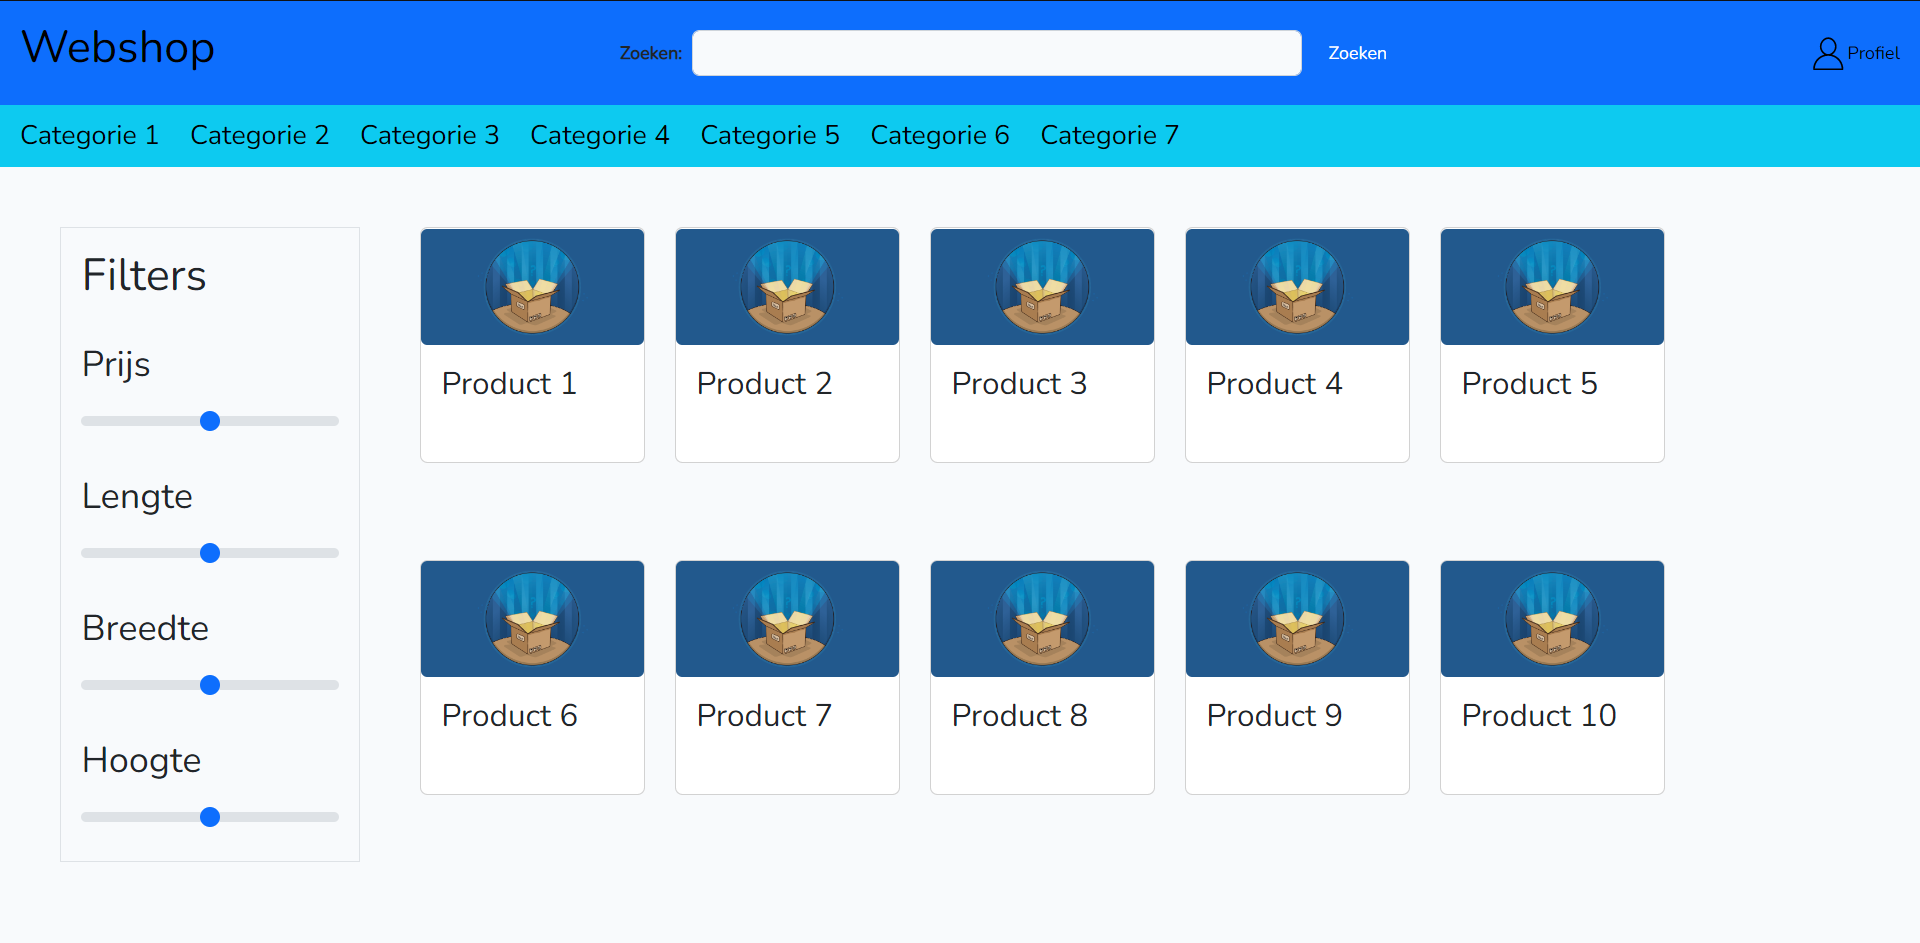 Webshop
Zoeken:
Zoeken
Profiel
Categorie 1 Categorie 2 Categorie 3 Categorie 4 Categorie 5 Categorie 6 Categorie 7
Filters
Prijs
Lengte
Breedte
Hoogte
Product 1
Product 2
Product 3
Product 4
Product 5
Product 6
Product 7
Product 8
Product 9
Product 10